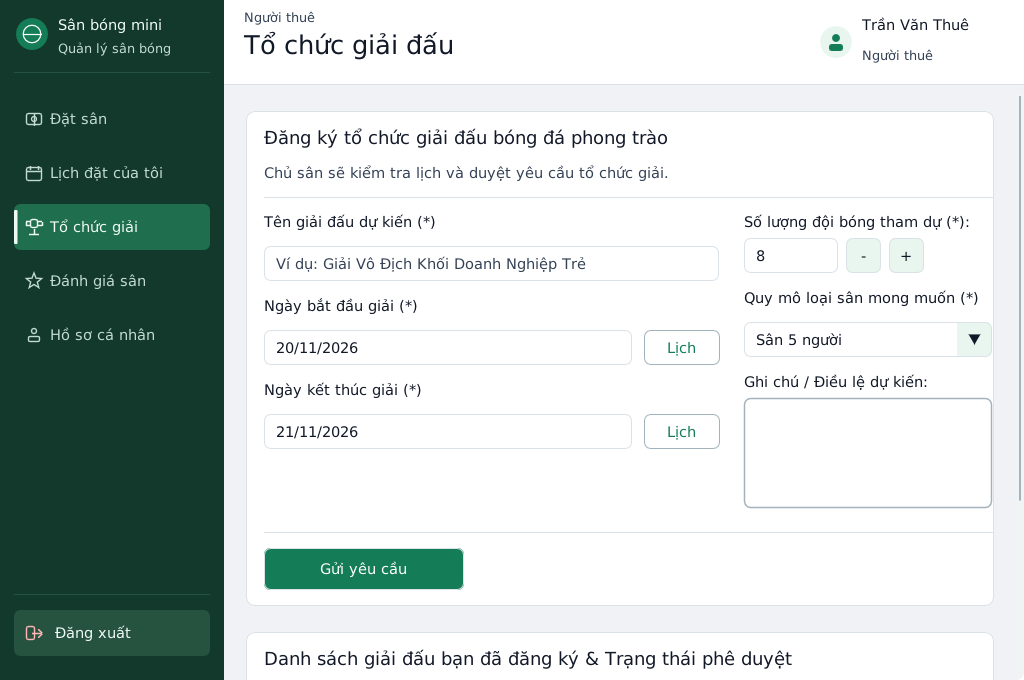 Sân bóng mini
Quản lý sân bóng
Đặt sân
Lịch đặt của tôi
Tổ chức giải
Đánh giá sân
Hồ sơ cá nhân
Đăng xuất
Người thuê
Tổ chức giải đấu
Trần Văn Thuê
Người thuê
Đăng ký tổ chức giải đấu bóng đá phong trào
Chủ sân sẽ kiểm tra lịch và duyệt yêu cầu tổ chức giải.
Tên giải đấu dự kiến (*)
Ví dụ: Giải Vô Địch Khối Doanh Nghiệp Trẻ
Ngày bắt đầu giải (*)
20/11/2026
Lịch
Ngày kết thúc giải (*)
21/11/2026
Lịch
Số lượng đội bóng tham dự (*):
8
-
+
Quy mô loại sân mong muốn (*)
Sân 5 người
Ghi chú / Điều lệ dự kiến:
Gửi yêu cầu
Danh sách giải đấu bạn đã đăng ký & Trạng thái phê duyệt